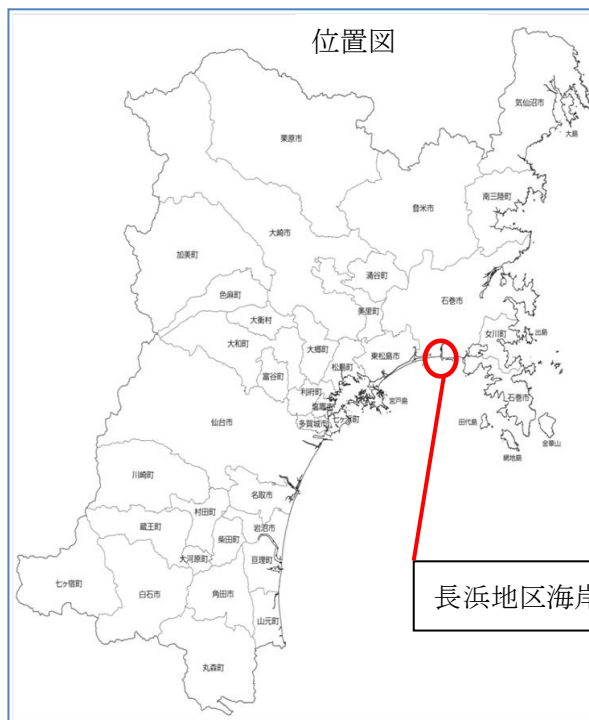 位置図
気仙沼市
大島
栗原市
南三陸町
登米市
大崎市
加美町
涌谷町
石巻市
色麻町
美里町
大衡村
女川町
出島
大和町
大郷町
東松島市
松島町
富谷町
利府町
宮戸島
塩竈市
石巻市
七ヶ浜町
多賀城市
仙台市
田代島
金華山
網地島
川崎町
名取市
村田町
蔵王町
柴田町
岩沼市
大河原町
亘理町
七ヶ宿町
白石市
角田市
長浜地区海岸
山元町
丸森町